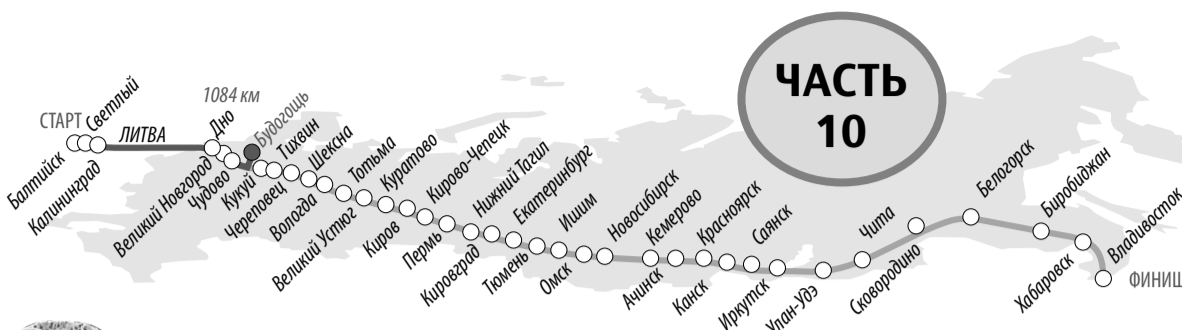 ЧАСТЬ
10
СТАРТ
Балтийск
Светлый
Калининград
ЛИТВА
1084 км
Дно
Великий Новгород
Чудово
Будогощь
Кукуй
Тихвин
Череповец
Шексна
Вологда
Тотьма
Великий Устюг
Куратово
Киров
Кирово-Чепецк
Пермь
Нижний Тагил
Кировград
Екатеринбург
Тюмень
Ишим
Омск
Новосибирск
Ачинск
Кемерово
Канск
Красноярск
Иркутск
Саянск
Улан-Удэ
Чита
Сковородино
Белогорск
Биробиджан
Хабаровск
Владивосток
ФИНИШ